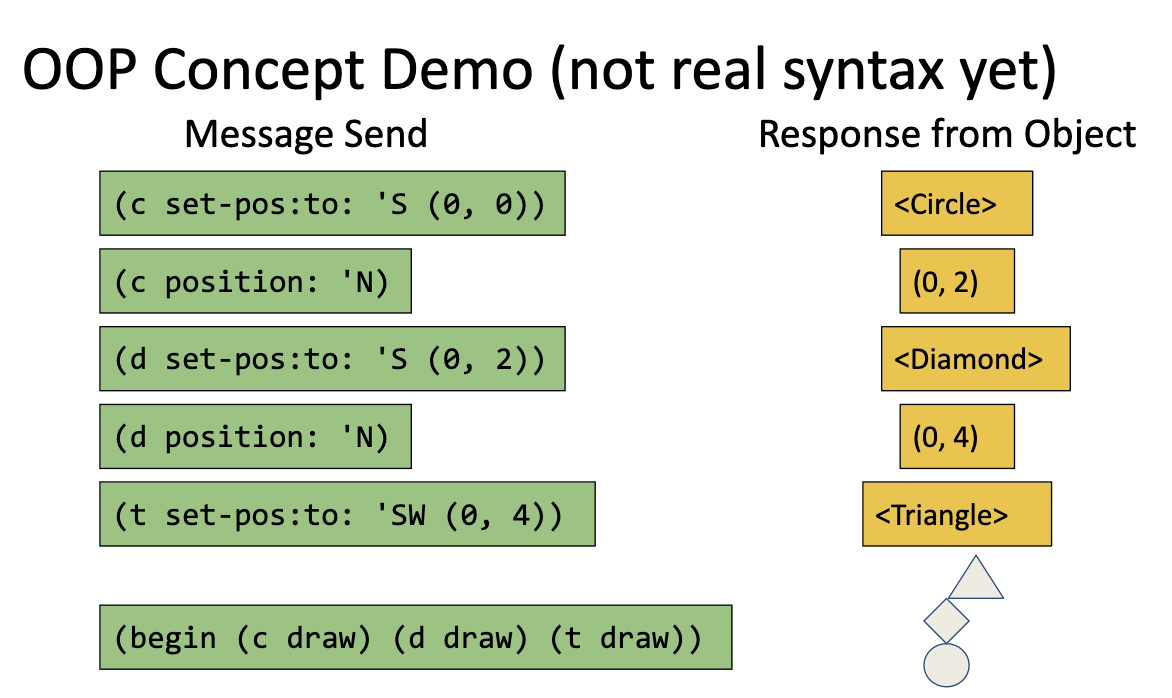 OOP Concept Demo (not real syntax yet)
Message Send Response from Object
(c set-pos:to: 'S (0, 0)) <Circle>
(c position: 'N) (0, 2)
(d set-pos:to: 'S (0, 2)) <Diamond>
(d position: 'N) (0, 4)
(t set-pos:to: 'SW (0, 4)) <Triangle>
(begin (c draw) (d draw) (t draw))